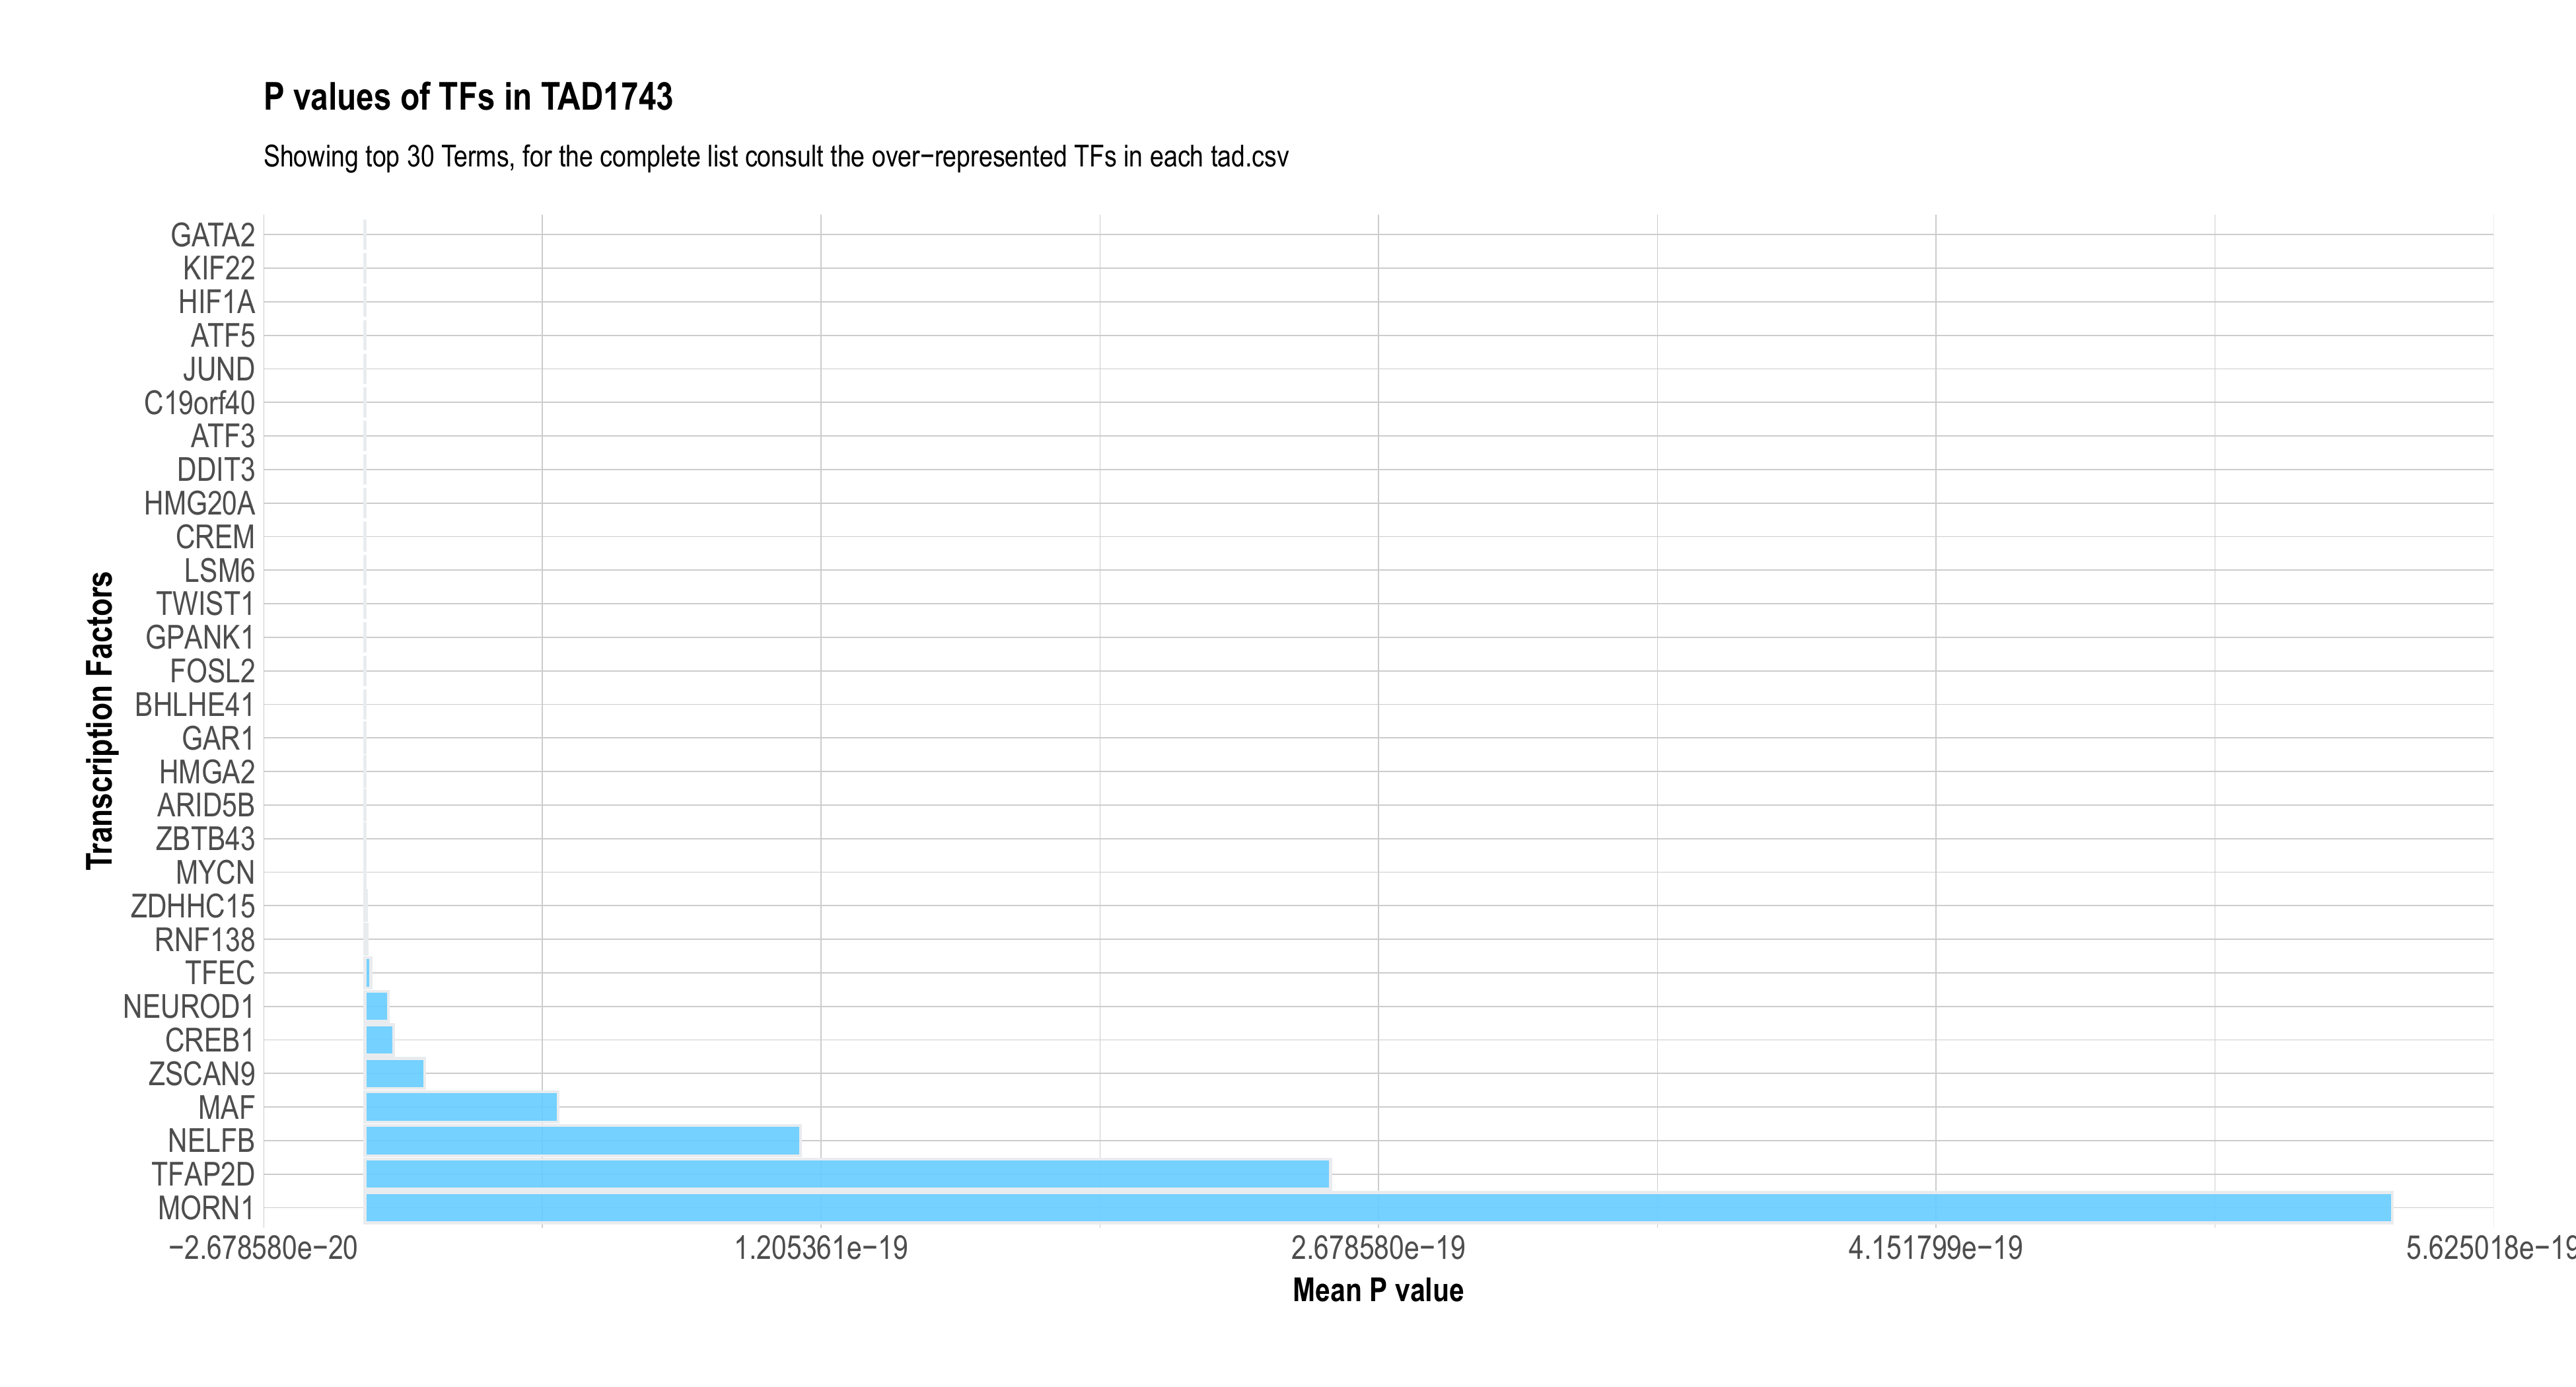 P values of TFs in TAD1743
Showing top 30 Terms, for the complete list consult the over−represented TFs in each tad.csv
Transcription Factors
GATA2
KIF22
HIF1A
ATF5
JUND
C19orf40
ATF3
DDIT3
HMG20A
CREM
LSM6
TWIST1
GPANK1
FOSL2
BHLHE41
GAR1
HMGA2
ARID5B
ZBTB43
MYCN
ZDHHC15
RNF138
TFEC
NEUROD1
CREB1
ZSCAN9
MAF
NELFB
TFAP2D
MORN1
−2.678580e−20 1.205361e−19 2.678580e−19 4.151799e−19 5.625018e−19
Mean P value